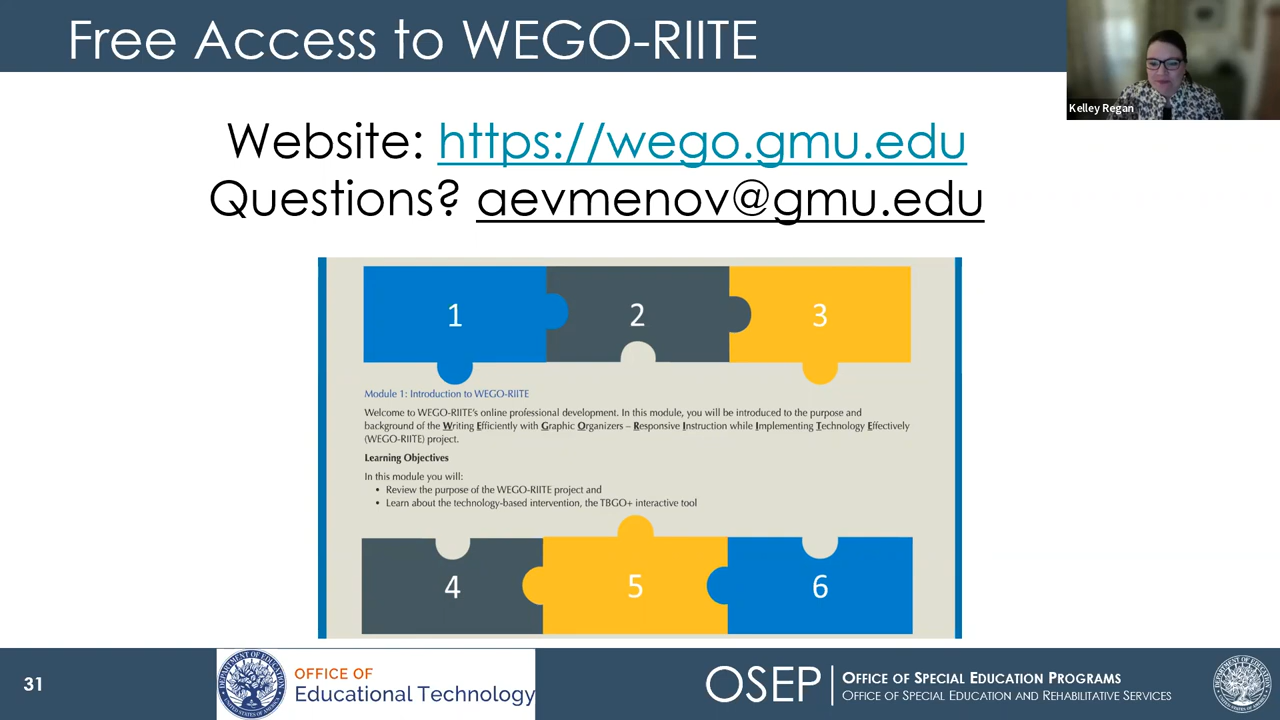 Free Access to WEGO-RIITE
Kelley Regan
Website: https://wego.gmu.edu
Questions? aevmenov@gmu.edu
1 2 3
Module 1: Introduction to WEGO-RIITE
Welcome to WEGO-RIITE's online professional development. In this module, you will be introduced to the purpose and
background of the Writing Efficiently with Graphic Organizers – Responsive Instruction while Implementing Technology Effectively
(WEGO-RIITE) project.
Learning Objectives
In this module you will:
• Review the purpose of the WEGO-RIITE project and
• Learn about the technology-based intervention, the TBGO+ interactive tool
4 5 6
31
OFFICE OF
Educational Technology
OSEP
OFFICE OF SPECIAL EDUCATION PROGRAMS
OFFICE OF SPECIAL EDUCATION AND REHABILITATIVE SERVICES